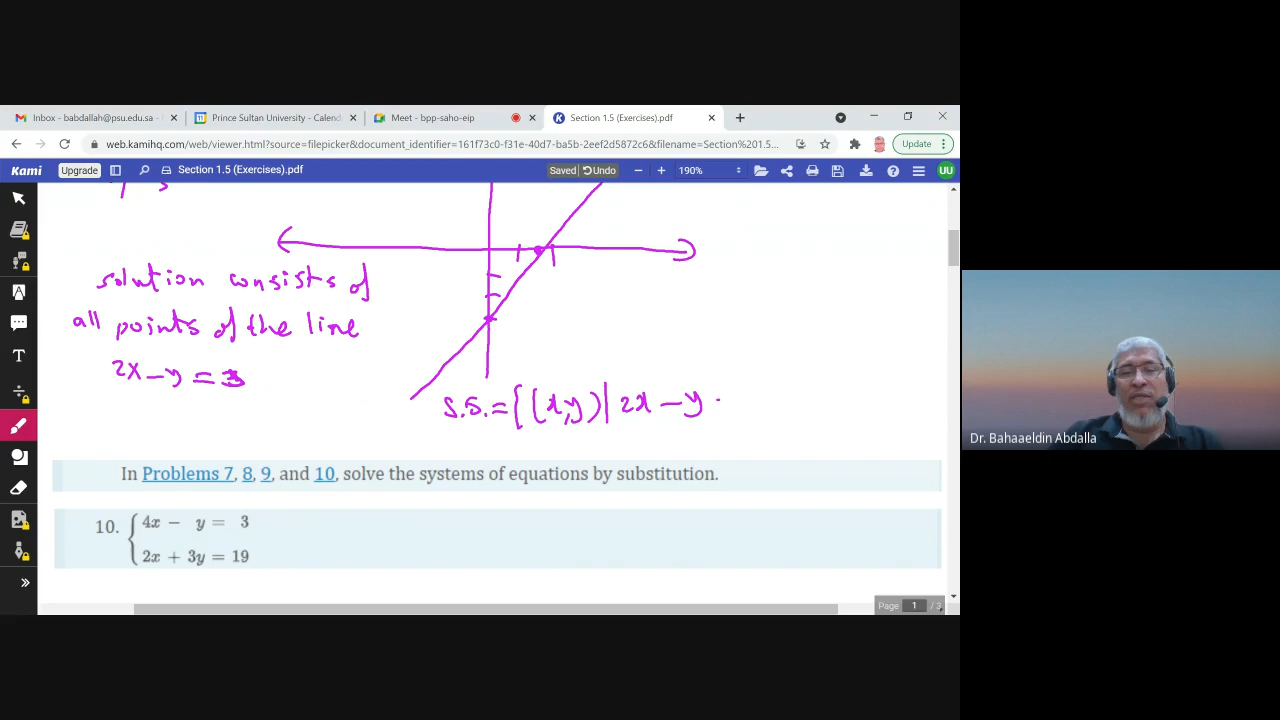 Inbox - babdallah@psu.edu.sa -
Prince Sultan University - Calend
Meet - bpp-saho-eip
Section 1.5 (Exercises).pdf
web.kamihq.com/web/viewer.html?source=filepicker&document_identifier=161f73c0-f31e-40d7-ba5b-2eef2d5872c6&filename=Section%201.5...
Update
Kami
Upgrade
Section 1.5 (Exercises).pdf
Saved Undo
190%
UU
solution consists of
all points of the line
2x - y = 3
S.S. = { (x,y) | 2x - y
In Problems 7, 8, 9, and 10, solve the systems of equations by substitution.
10. { 4x - y = 3
2x + 3y = 19
Page 1 / 3
Dr. Bahaaeldin Abdalla